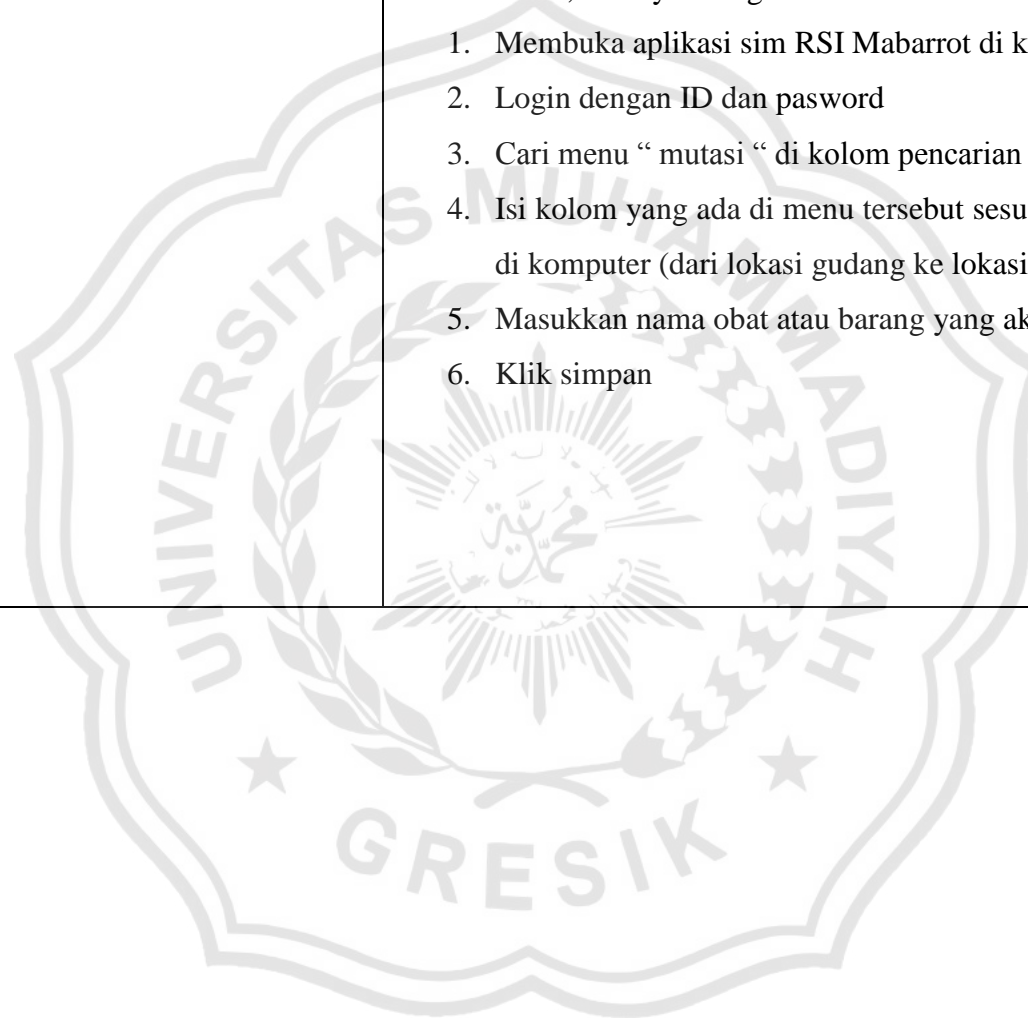 1. Membuka aplikasi sim RSI Mabarrot di k
2. Login dengan ID dan pasword
3. Cari menu “ mutasi “ di kolom pencarian
4. Isi kolom yang ada di menu tersebut sesu
di komputer (dari lokasi gudang ke lokasi
5. Masukkan nama obat atau barang yang ak
6. Klik simpan
UNIVERSITAS MUHAMMADIYAH
GRESIK